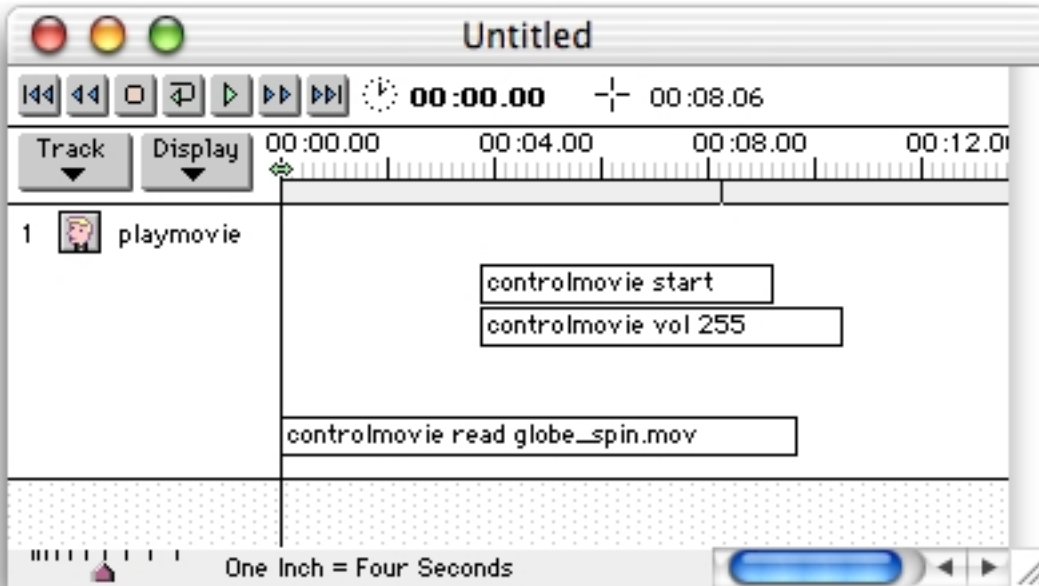 Untitled
00:00.00 00:08.06
Track Display 00:00.00 00:04.00 00:08.00 00:12.0
1 playmovie
controlmovie start
controlmovie vol 255
controlmovie read globe_spin.mov
One Inch = Four Seconds